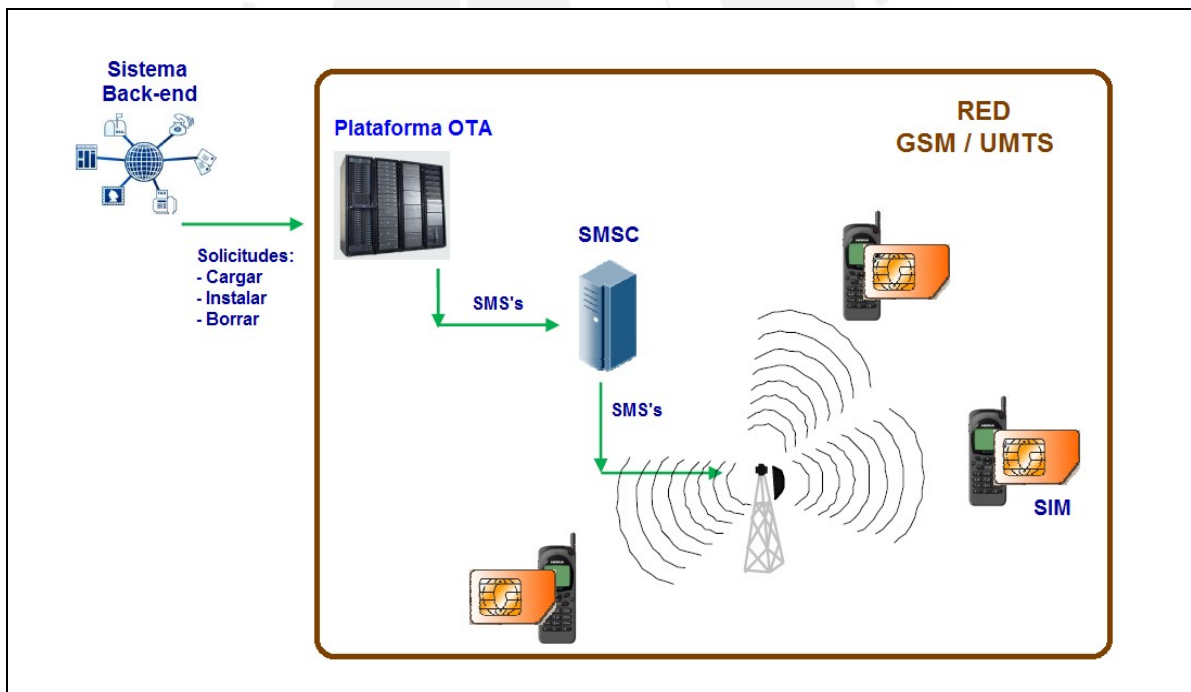 Sistema
Back-end
RED
GSM / UMTS
Plataforma OTA
Solicitudes:
- Cargar
- Instalar
- Borrar
SMSC
SMS's
SMS's
SIM